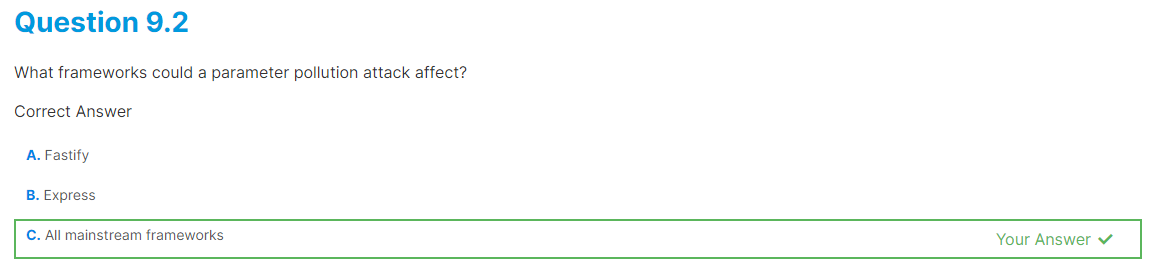 Question 9.2
What frameworks could a parameter pollution attack affect?
Correct Answer
A. Fastify
B. Express
C. All mainstream frameworks
Your Answer ✔